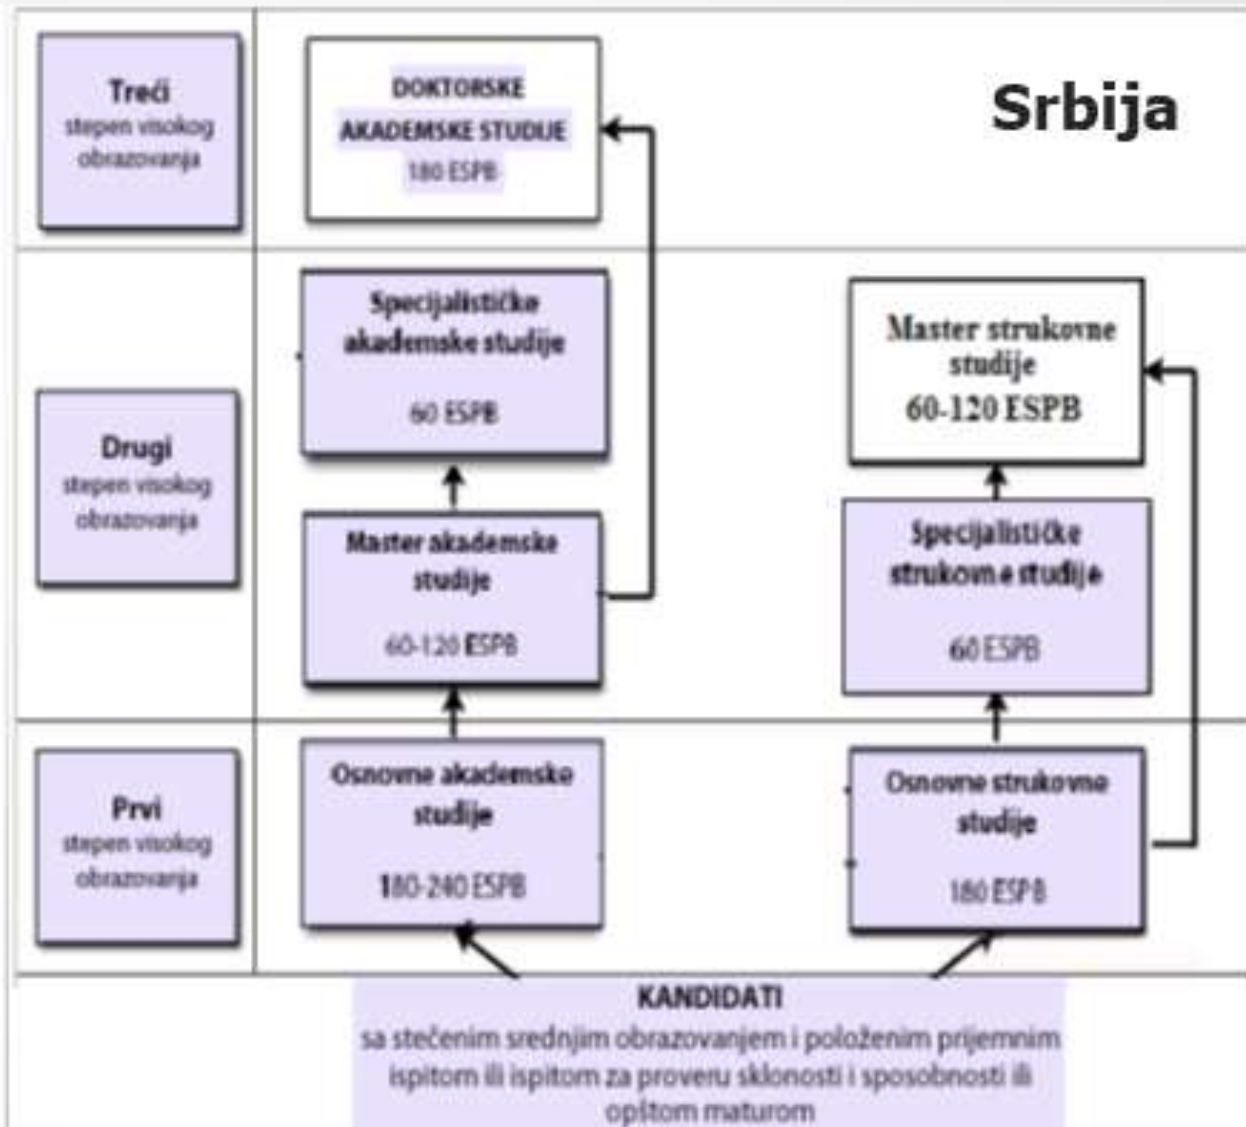 Srbija
Treći
stepen visokog
obrazovanja
DOKTORSKE
AKADEMSKE STUDIJE
180 ESPB
Drugi
stepen visokog
obrazovanja
Specijalističke
akademske studije
60 ESPB
Master akademske
studije
60-120 ESPB
Master strukovne
studije
60-120 ESPB
Specijalističke
strukovne studije
60 ESPB
Prvi
stepen visokog
obrazovanja
Osnovne akademske
studije
180-240 ESPB
Osnovne strukovne
studije
180 ESPB
KANDIDATI
sa stečenim srednjim obrazovanjem i položenim prijemnim
ispitom ili ispitom za proveru sklonosti i sposobnosti ili
opštom maturom